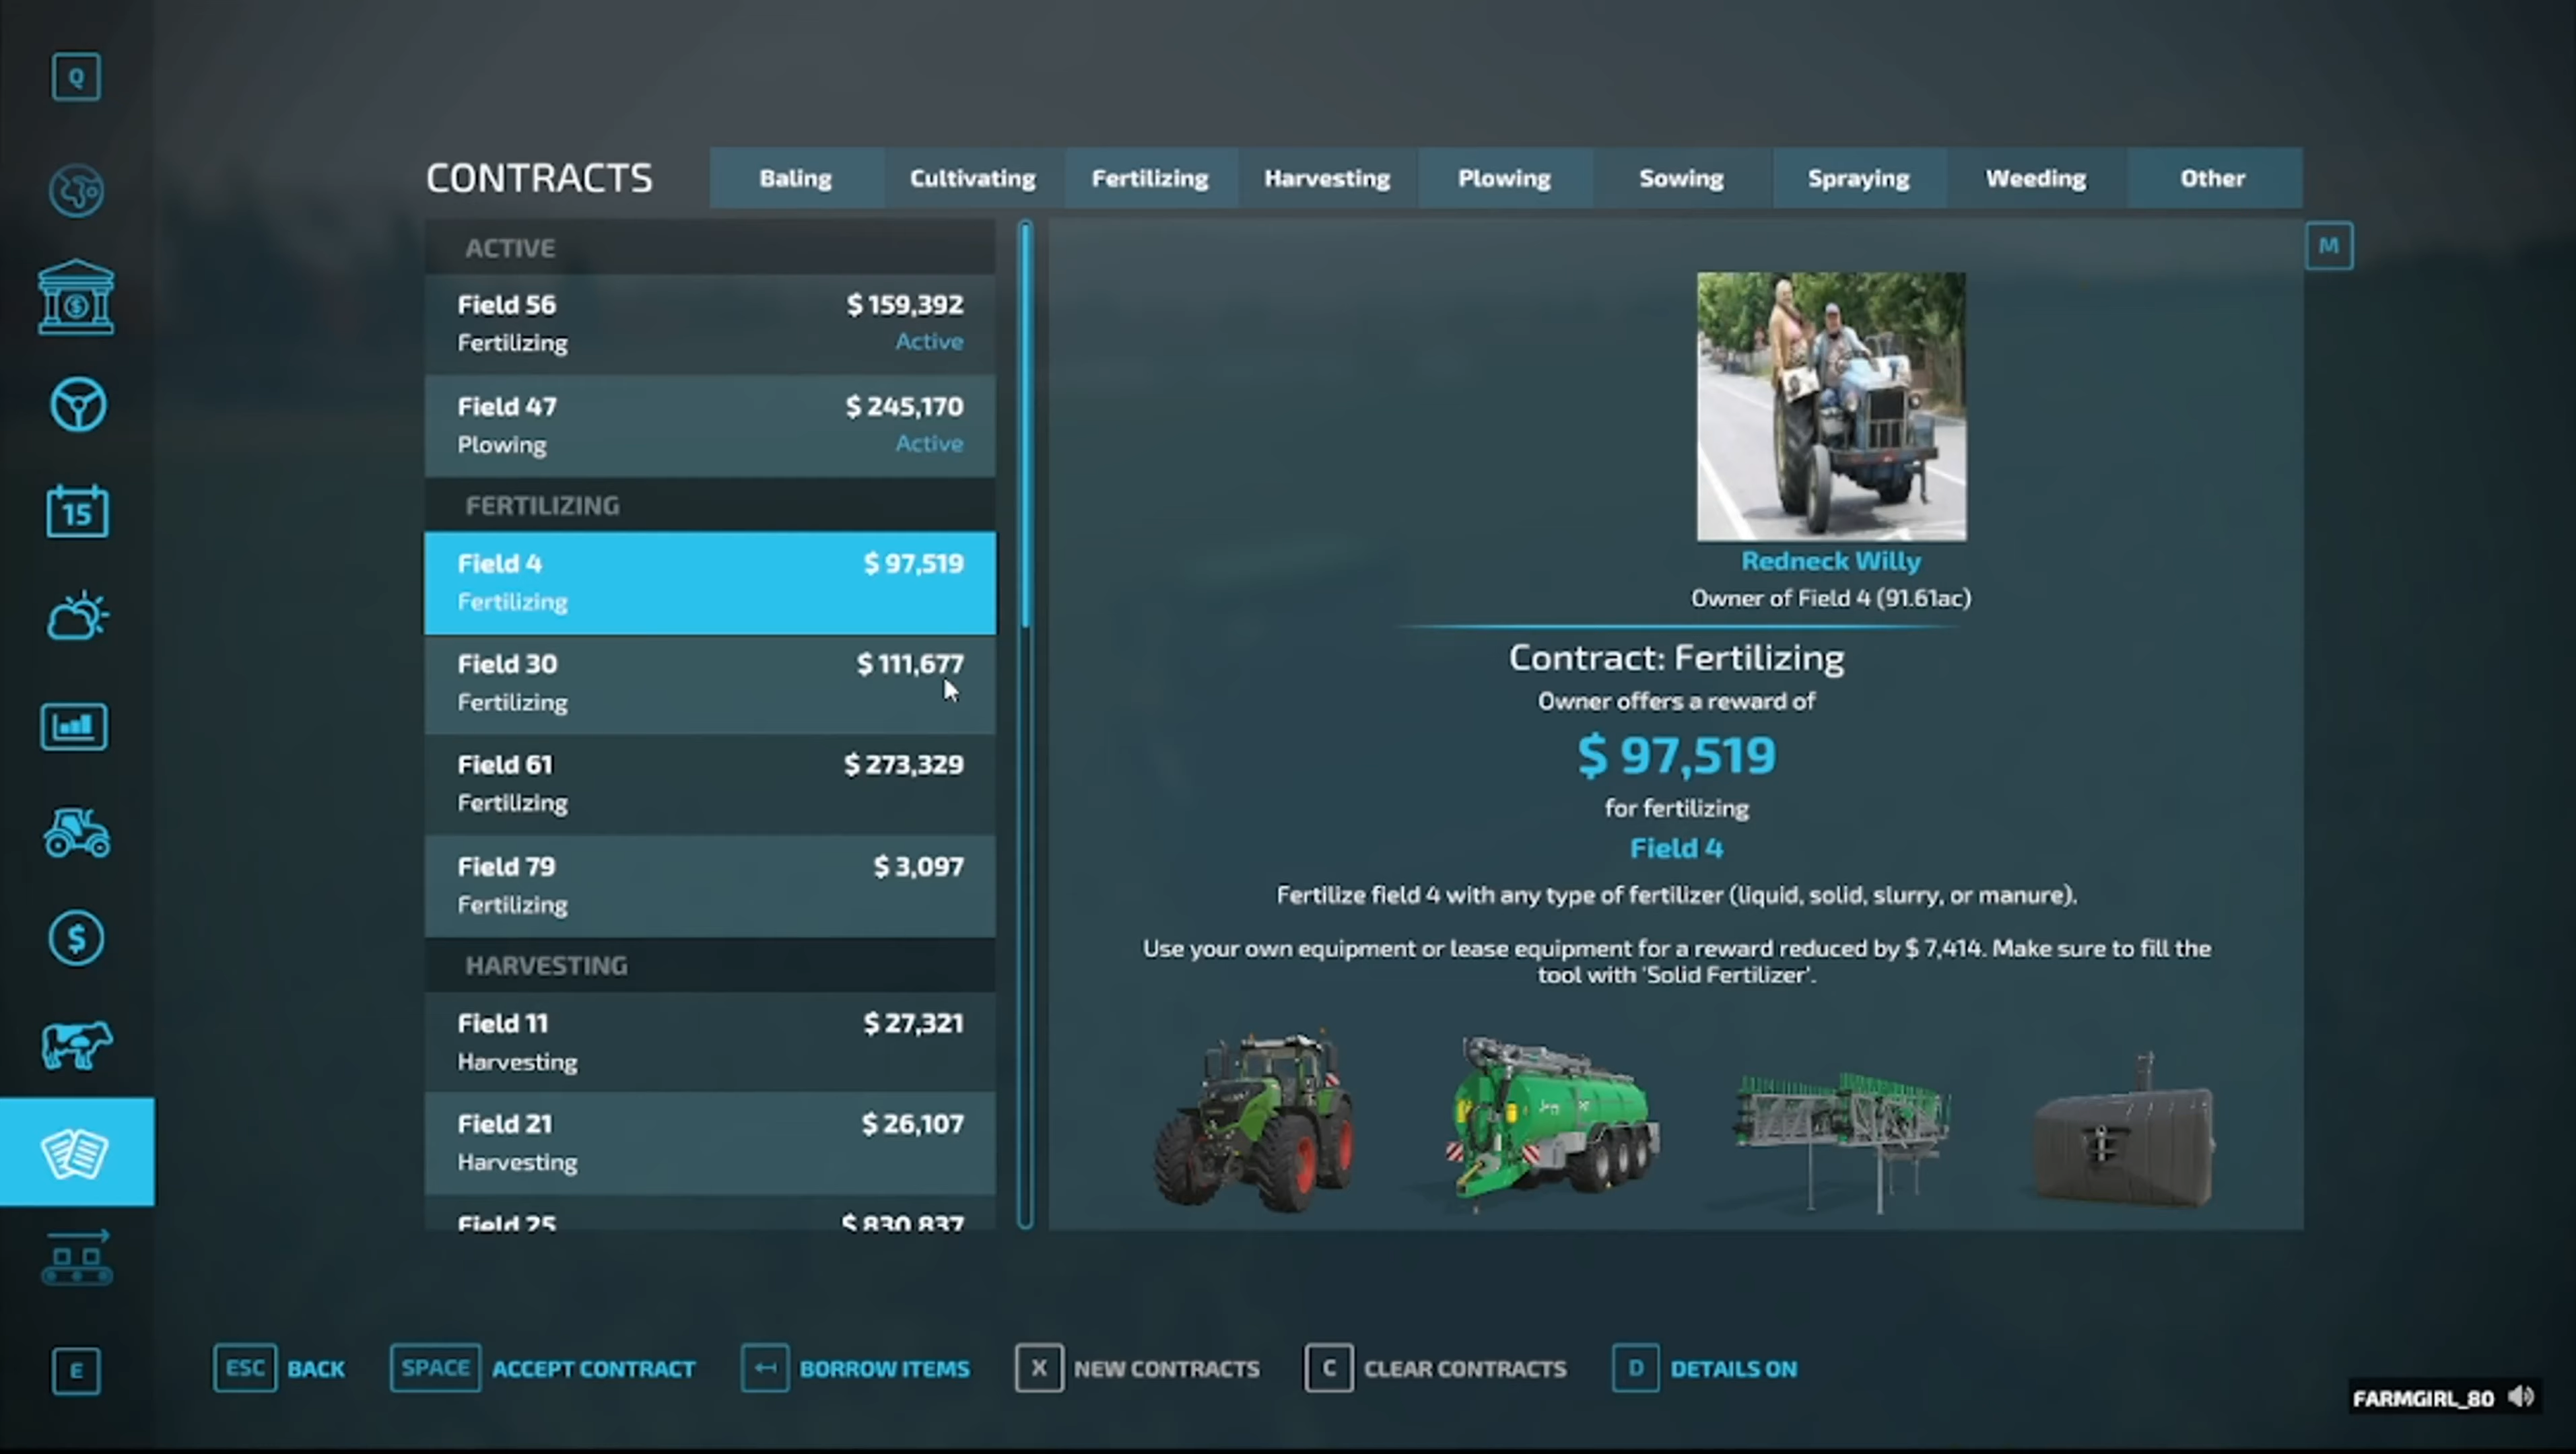 Q
CONTRACTS
Baling
Cultivating
Fertilizing
Harvesting
Plowing
Sowing
Spraying
Weeding
Other
M
ACTIVE
Field 56
$ 159,392
Fertilizing
Active
Field 47
$ 245,170
Plowing
Active
FERTILIZING
Field 4
$ 97,519
Fertilizing
Field 30
$ 111,677
Fertilizing
Field 61
$ 273,329
Fertilizing
Field 79
$ 3,097
Fertilizing
HARVESTING
Field 11
$ 27,321
Harvesting
Field 21
$ 26,107
Harvesting
Field 25
$ 830,837
15
$
Redneck Willy
Owner of Field 4 (91.61ac)
Contract: Fertilizing
Owner offers a reward of
$ 97,519
for fertilizing
Field 4
Fertilize field 4 with any type of fertilizer (liquid, solid, slurry, or manure).
Use your own equipment or lease equipment for a reward reduced by $ 7,414. Make sure to fill the
tool with 'Solid Fertilizer'.
E
ESC BACK
SPACE ACCEPT CONTRACT
BORROW ITEMS
X NEW CONTRACTS
C CLEAR CONTRACTS
D DETAILS ON
FARMGIRL_80